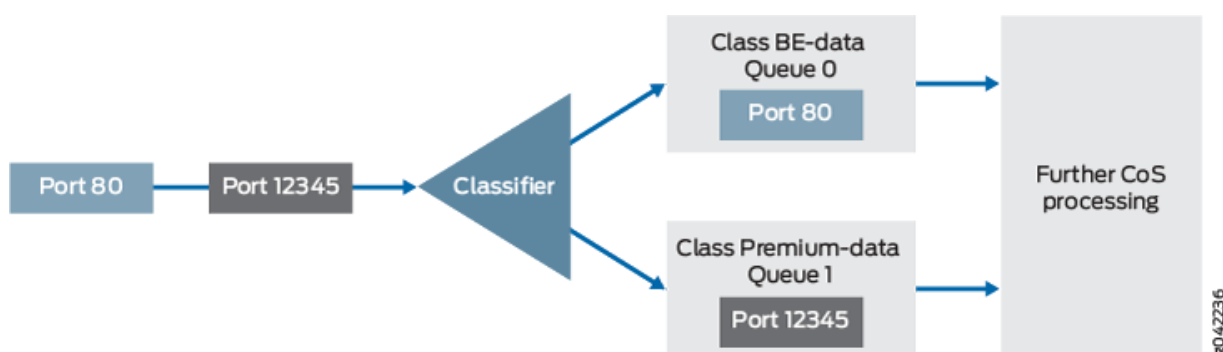 Port 80
Port 12345
Classifier
Class BE-data
Queue 0
Port 80
Class Premium-data
Queue 1
Port 12345
Further CoS
processing
g042236